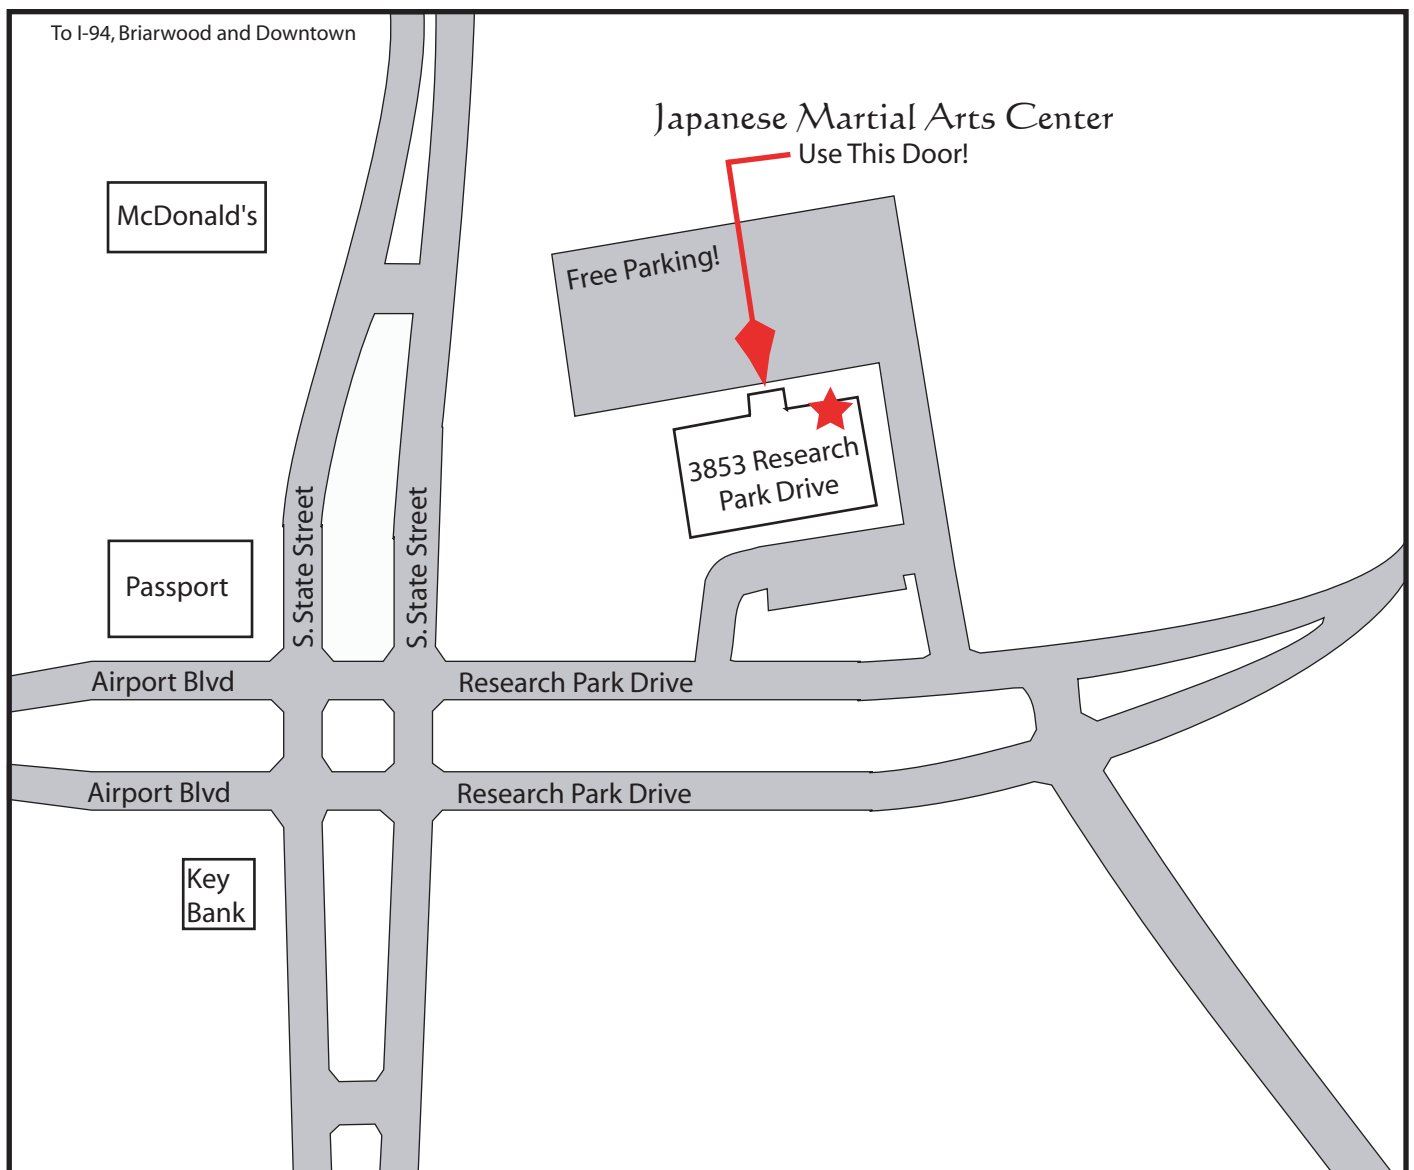 To I-94, Briarwood and Downtown
Japanese Martial Arts Center
Use This Door!
McDonald's
Free Parking!
3853 Research
Park Drive
S. State Street
S. State Street
Passport
Airport Blvd
Research Park Drive
Airport Blvd
Research Park Drive
Key
Bank